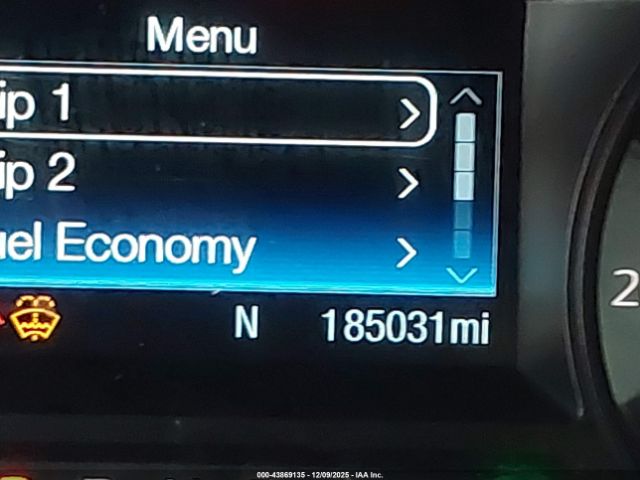 Menu
ip 1
ip 2
uel Economy
N 185031mi
2
000-43869135 - 12/09/2025 - IAA Inc.